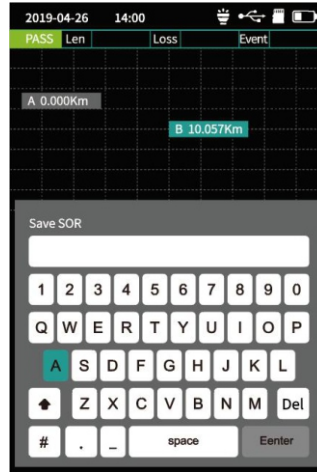 2019-04-26 14:00
PASS Len Loss Event
A 0.000Km
B 10.057Km
Save SOR
1 2 3 4 5 6 7 8 9 0
Q W E R T Y U I O P
A S D F G H J K L
Z X C V B N M Del
# . _ space Eenter